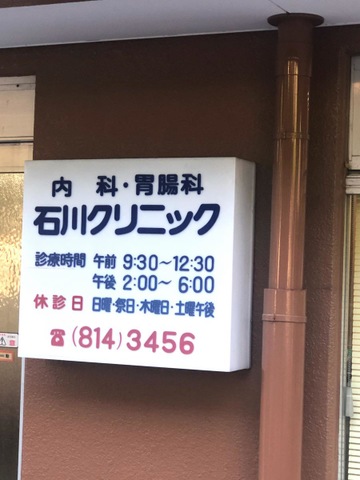 内科・胃腸科
石川クリニック
診療時間 午前 9:30～12:30
午後 2:00～ 6:00
休診日 日曜・祭日・木曜日・土曜午後
☎(814)3456